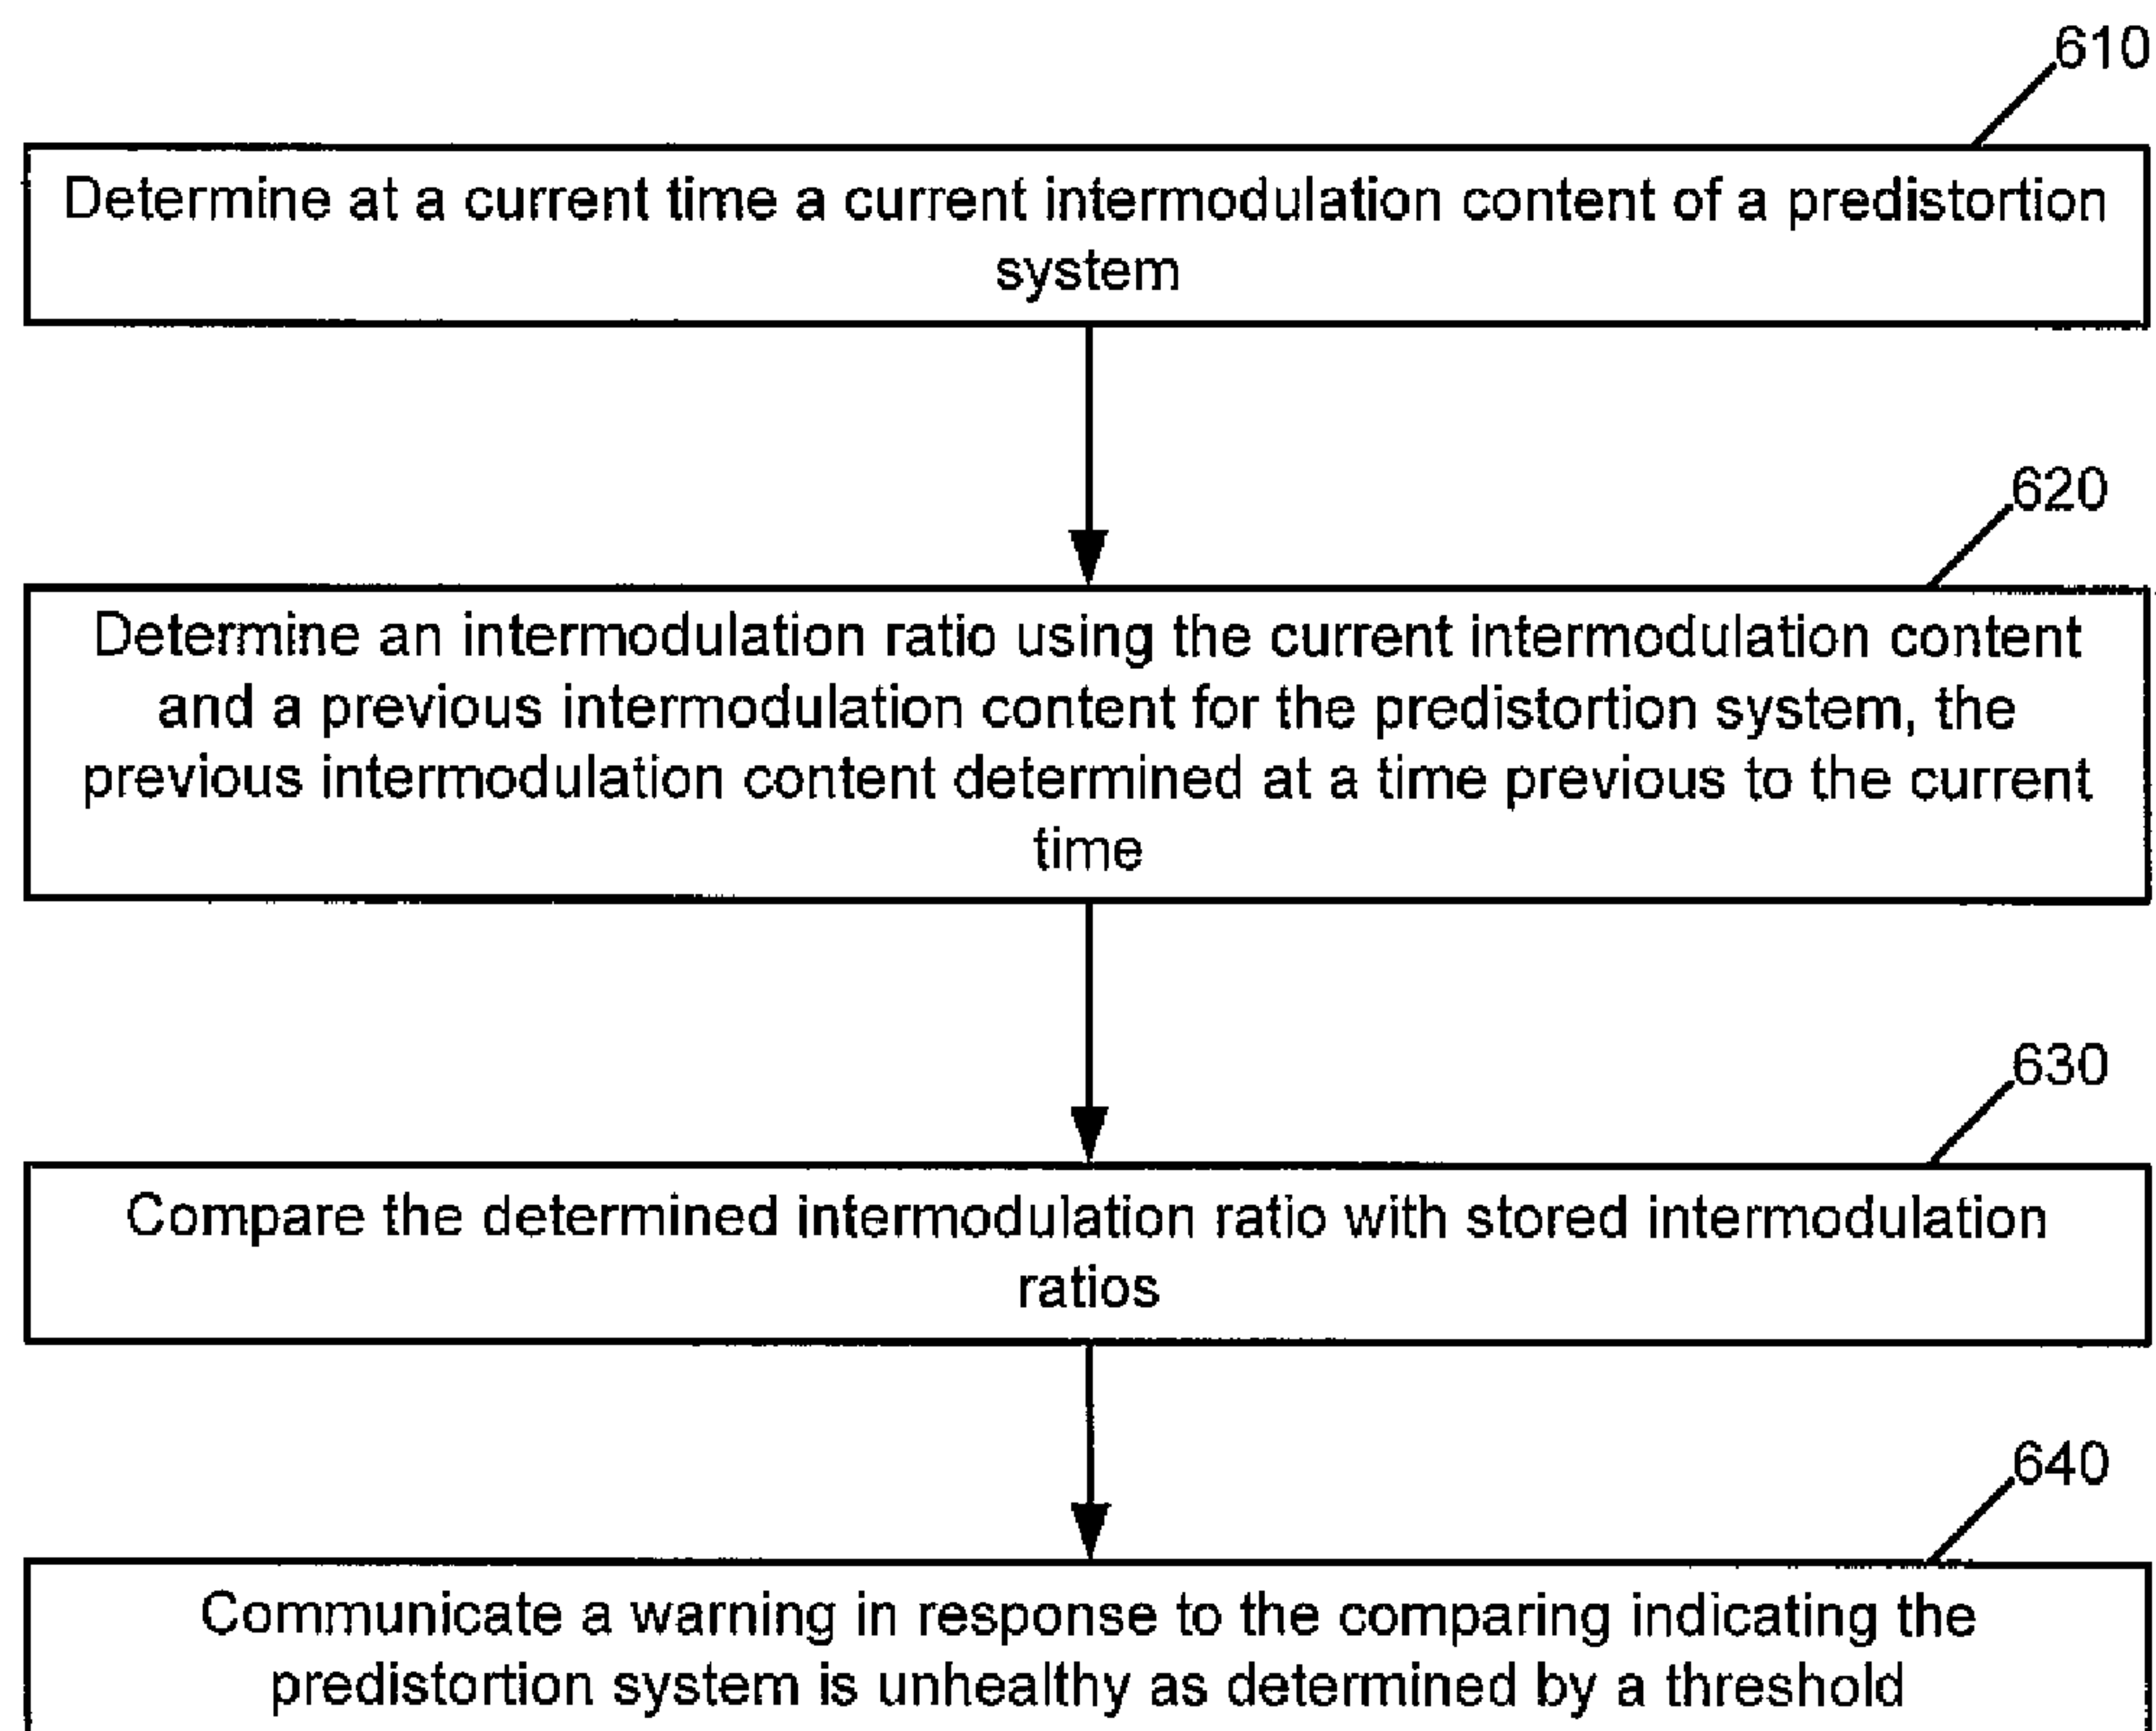 610
Determine at a current time a current intermodulation content of a predistortion
system
620
Determine an intermodulation ratio using the current intermodulation content
and a previous intermodulation content for the predistortion system, the
previous intermodulation content determined at a time previous to the current
time
630
Compare the determined intermodulation ratio with stored intermodulation
ratios
640
Communicate a warning in response to the comparing indicating the
predistortion system is unhealthy as determined by a threshold